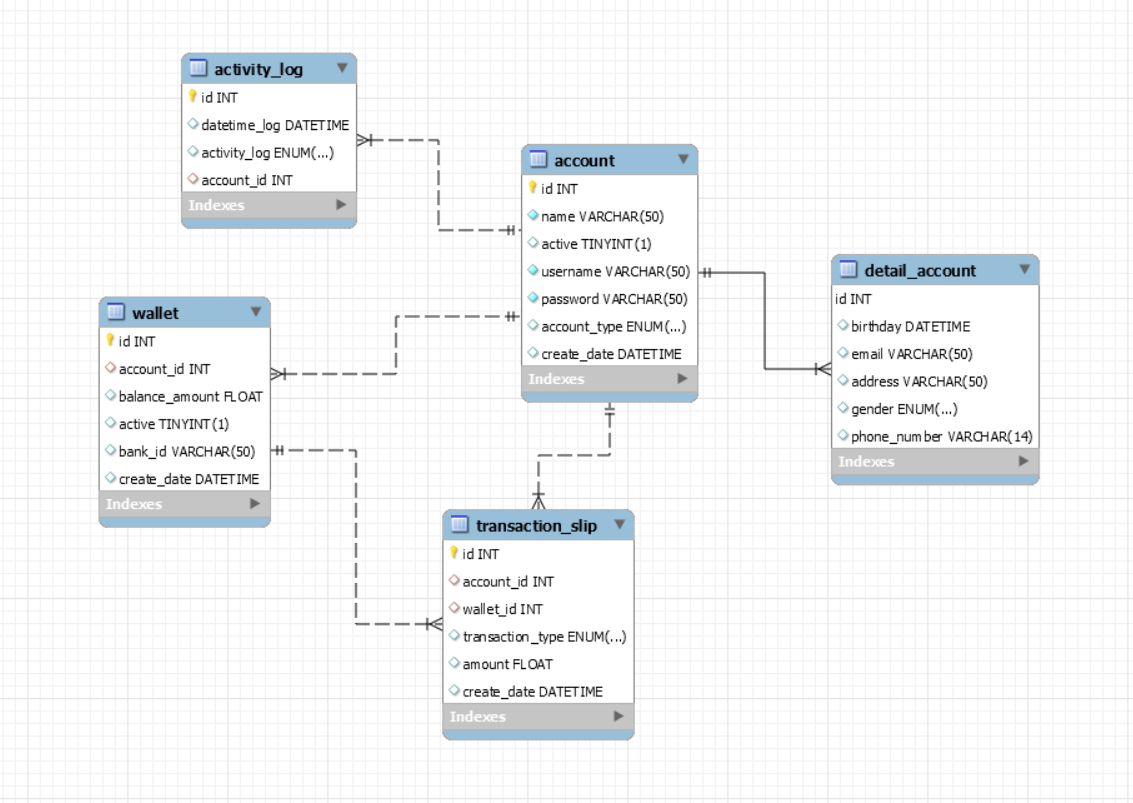 activity_log
id INT
datetime_log DATETIME
activity_log ENUM(...)
account_id INT
Indexes
account
id INT
name VARCHAR(50)
active TINYINT(1)
username VARCHAR(50)
password VARCHAR(50)
account_type ENUM(...)
create_date DATETIME
Indexes
detail_account
id INT
birthday DATETIME
email VARCHAR(50)
address VARCHAR(50)
gender ENUM(...)
phone_number VARCHAR(14)
Indexes
wallet
id INT
account_id INT
balance_amount FLOAT
active TINYINT(1)
bank_id VARCHAR(50)
create_date DATETIME
Indexes
transaction_slip
id INT
account_id INT
wallet_id INT
transaction_type ENUM(...)
amount FLOAT
create_date DATETIME
Indexes